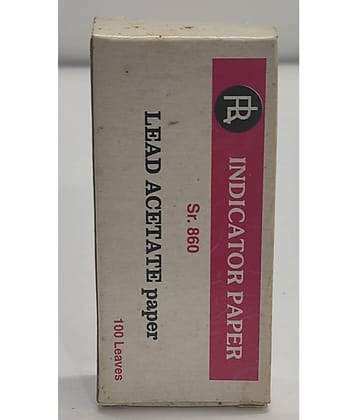 INDICATOR PAPER
Sr. 860
LEAD ACETATE paper
100 Leaves